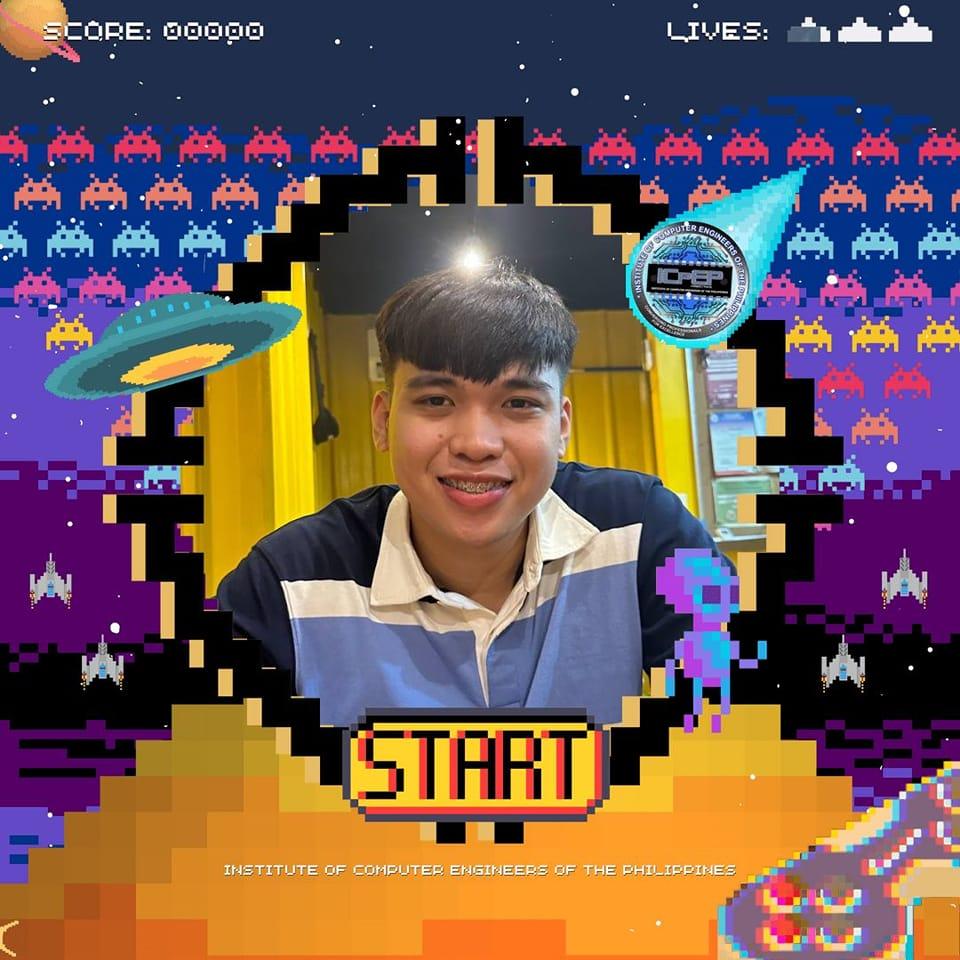 SCORE: 00000
LIVES:
INSTITUTE OF COMPUTER ENGINEERS OF THE PHILIPPINES
ICpEP
START
INSTITUTE OF COMPUTER ENGINEERS OF THE PHILIPPINES